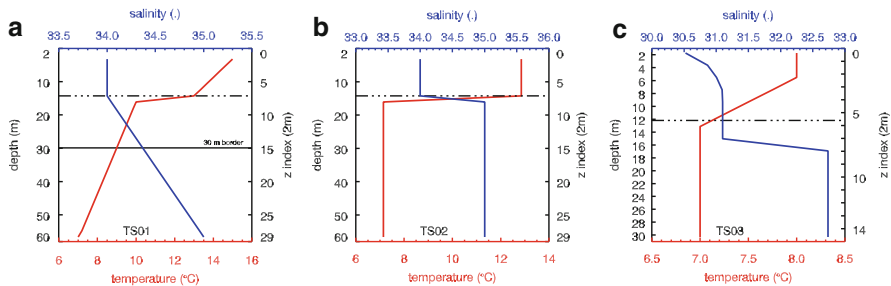 a
salinity (.)
33.5 34.0 34.5 35.0 35.5
2 10 20 30 40 50 60
depth (m)
0 5 10 15 20 25 29
z index (2m)
30 m border
TS01
6 8 10 12 14 16
temperature (°C)
b
salinity (.)
33.0 33.5 34.0 34.5 35.0 35.5 36.0
2 10 20 30 40 50 60
depth (m)
0 5 10 15 20 25 29
z index (2m)
TS02
6 8 10 12 14
temperature (°C)
c
salinity (.)
30.0 30.5 31.0 31.5 32.0 32.5 33.0
2 4 6 8 10 12 14 16 18 20 22 24 26 28 30
depth (m)
0 5 10 14
z index (2m)
TS03
6.5 7.0 7.5 8.0 8.5
temperature (°C)